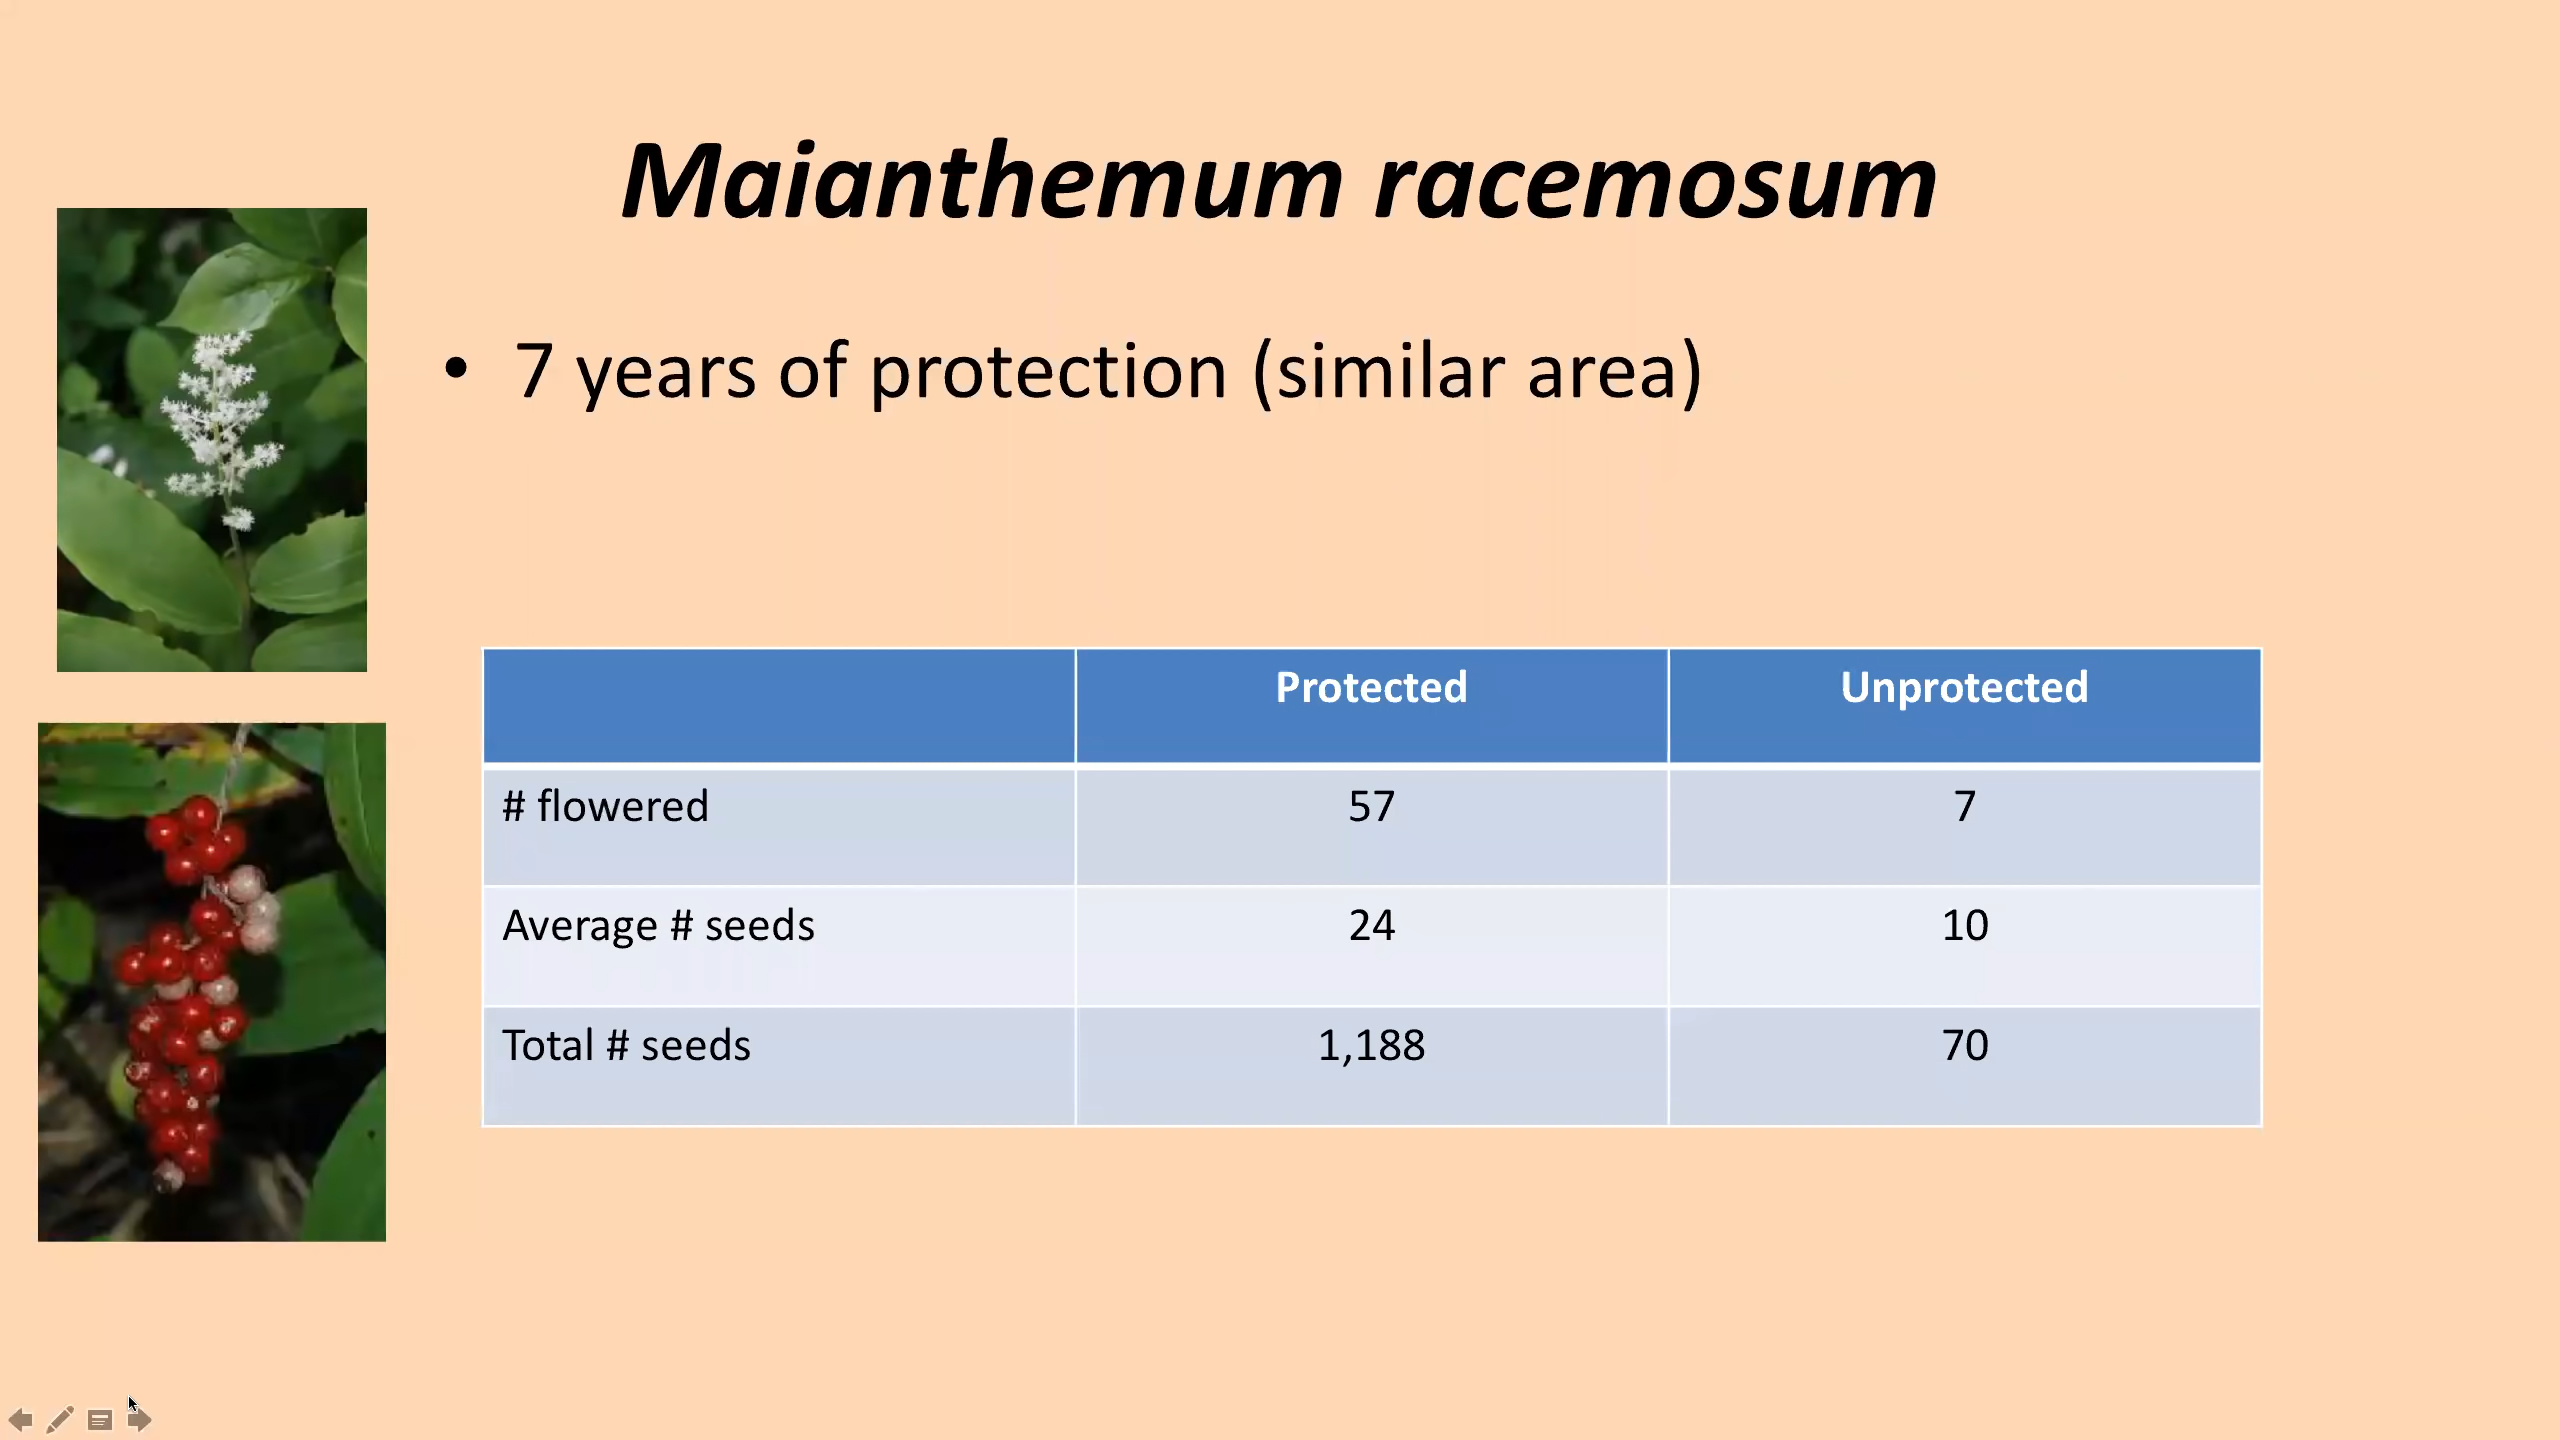 Maianthemum racemosum
• 7 years of protection (similar area)
Protected Unprotected
# flowered 57 7
Average # seeds 24 10
Total # seeds 1,188 70